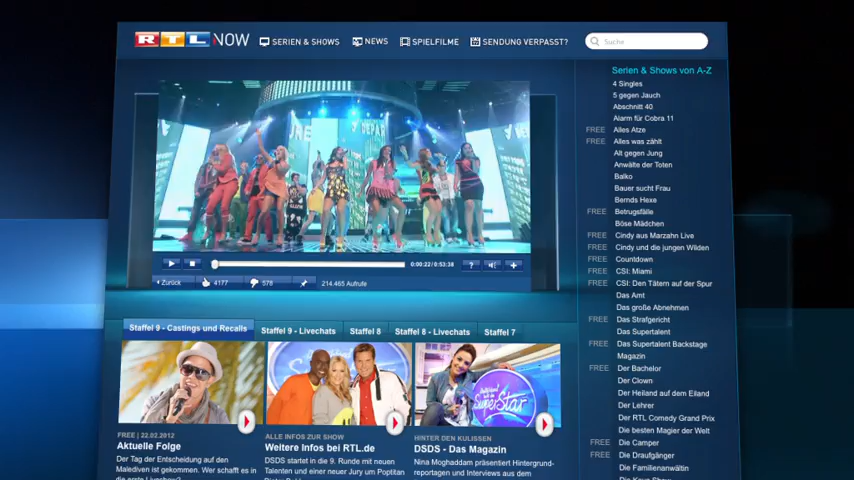 RTL NOW
SERIEN & SHOWS
NEWS
SPIELFILME
SENDUNG VERPASST?
Suche
0:00:22 / 0:53:38
?
Zurück
4177
578
214.465 Aufrufe
Staffel 9 - Castings und Recalls
Staffel 9 - Livechats
Staffel 8
Staffel 8 - Livechats
Staffel 7
FREE | 22.02.2012
Aktuelle Folge
Der Tag der Entscheidung auf den
Malediven ist gekommen. Wer schafft es in
ALLE INFOS ZUR SHOW
Weitere Infos bei RTL.de
DSDS startet in die 9. Runde mit neuen
Talenten und einer neuer Jury um Poptitan
SUPERSTAR
HINTER DEN KULISSEN
DSDS - Das Magazin
Nina Moghaddam präsentiert Hintergrund-
reportagen und Interviews aus dem
Serien & Shows von A-Z
4 Singles
5 gegen Jauch
Abschnitt 40
Alarm für Cobra 11
FREE Alles Atze
FREE Alles was zählt
Alt gegen Jung
Anwälte der Toten
Balko
Bauer sucht Frau
Bernds Hexe
FREE Betrugsfälle
Böse Mädchen
FREE Cindy aus Marzahn Live
FREE Cindy und die jungen Wilden
FREE Countdown
FREE CSI: Miami
FREE CSI: Den Tätern auf der Spur
Das Amt
Das große Abnehmen
FREE Das Strafgericht
Das Supertalent
FREE Das Supertalent Backstage
Magazin
FREE Der Bachelor
Der Clown
Der Heiland auf dem Eiland
Der Lehrer
Der RTL Comedy Grand Prix
Die besten Magier der Welt
FREE Die Camper
FREE Die Draufgänger
Die Familienanwältin